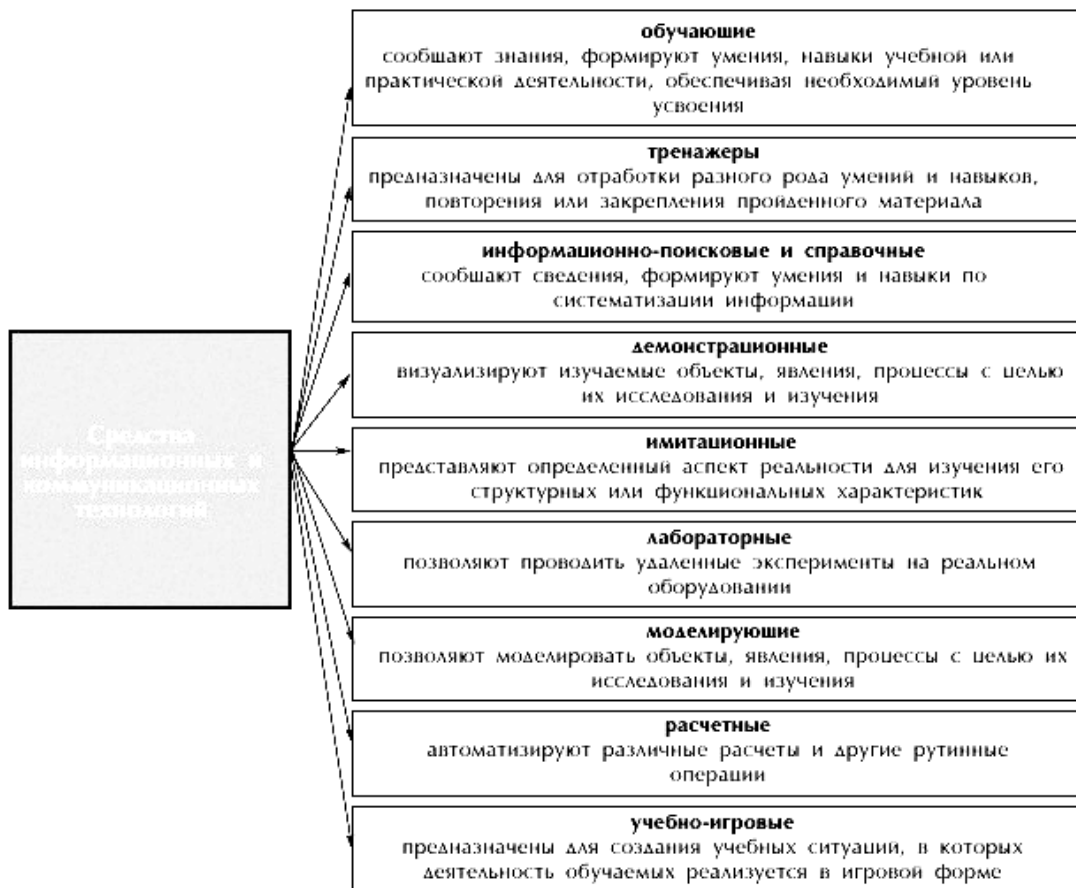 обучающие
сообщают знания, формируют умения, навыки учебной или
практической деятельности, обеспечивая необходимый уровень
усвоения
тренажеры
предназначены для отработки разного рода умений и навыков,
повторения или закрепления пройденного материала
информационно-поисковые и справочные
сообщают сведения, формируют умения и навыки по
систематизации информации
демонстрационные
визуализируют изучаемые объекты, явления, процессы с целью
их исследования и изучения
Средства
информационных и
коммуникационных
технологий
имитационные
представляют определенный аспект реальности для изучения его
структурных или функциональных характеристик
лабораторные
позволяют проводить удаленные эксперименты на реальном
оборудовании
моделирующие
позволяют моделировать объекты, явления, процессы с целью их
исследования и изучения
расчетные
автоматизируют различные расчеты и другие рутинные
операции
учебно-игровые
предназначены для создания учебных ситуаций, в которых
деятельность обучаемых реализуется в игровой форме